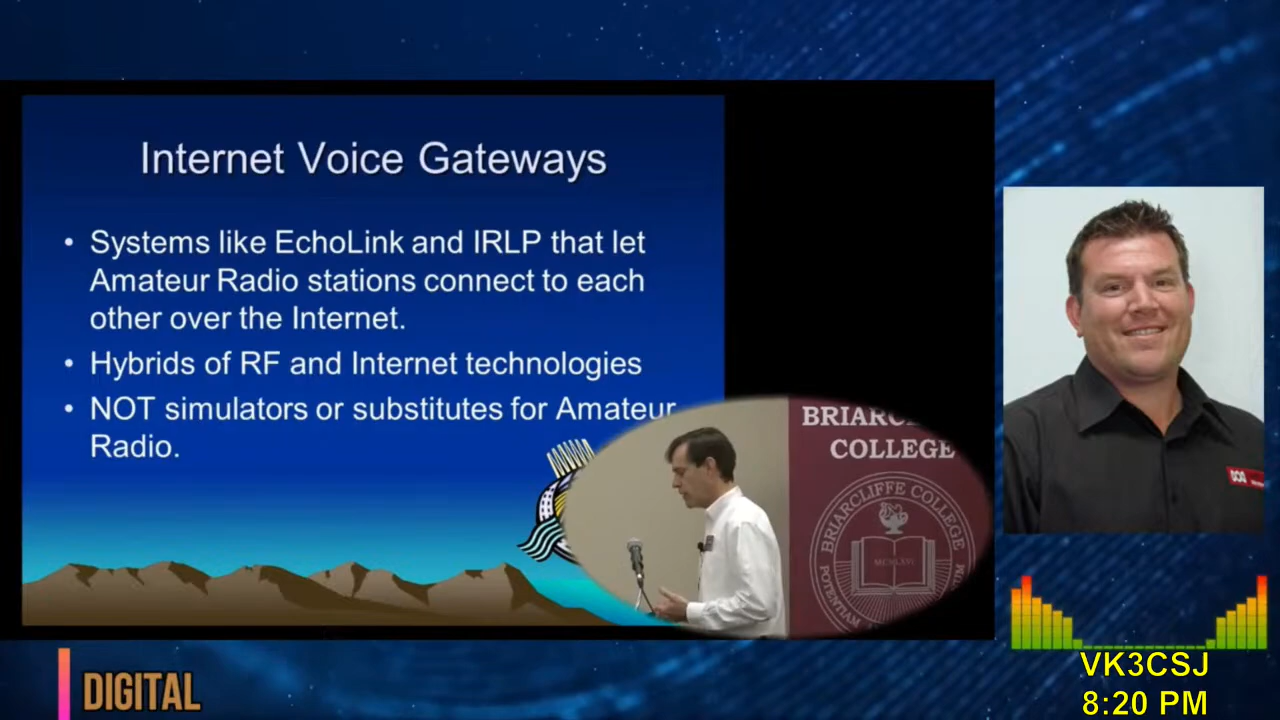 Internet Voice Gateways
• Systems like EchoLink and IRLP that let
Amateur Radio stations connect to each
other over the Internet.
• Hybrids of RF and Internet technologies
• NOT simulators or substitutes for Amateur
Radio.
COLLEGE
BRIARCLIFFE COLLEGE
POTENTIAM
DIGITAL
VK3CSJ
8:20 PM